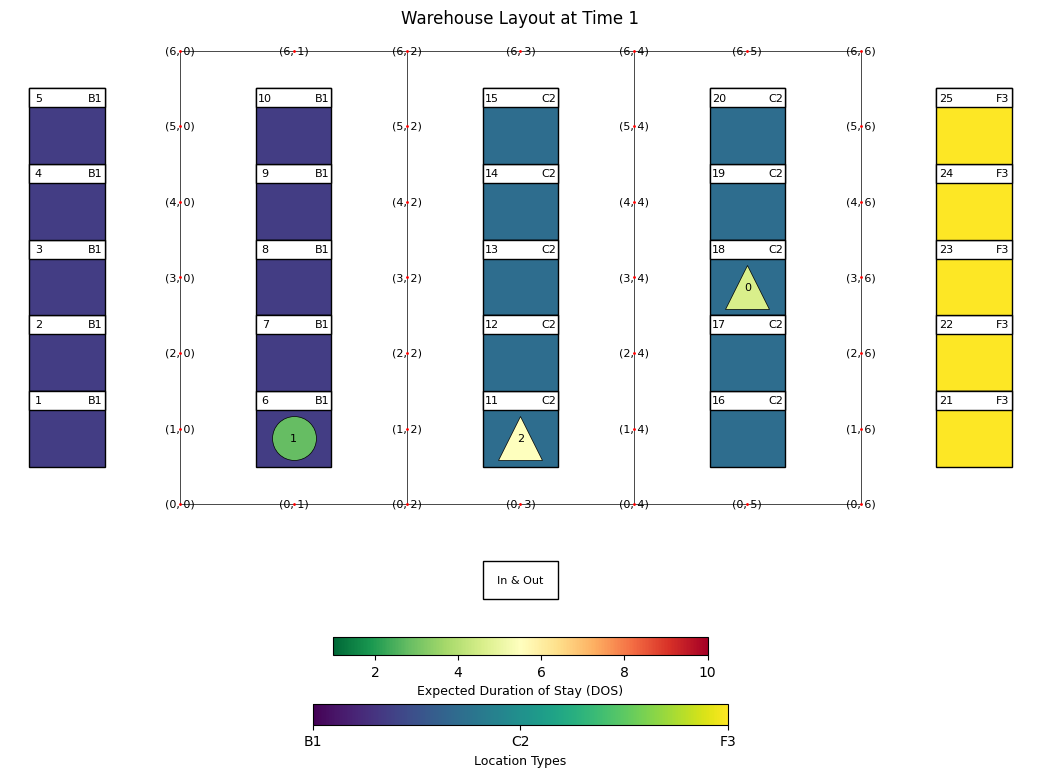 Warehouse Layout at Time 1
(6, 0) (6, 1) (6, 2) (6, 3) (6, 4) (6, 5) (6, 6)
5 B1 10 B1 15 C2 20 C2 25 F3
(5, 0) (5, 2) (5, 4) (5, 6)
4 B1 9 B1 14 C2 19 C2 24 F3
(4, 0) (4, 2) (4, 4) (4, 6)
3 B1 8 B1 13 C2 18 C2 23 F3
(3, 0) (3, 2) (3, 4) 0 (3, 6)
2 B1 7 B1 12 C2 17 C2 22 F3
(2, 0) (2, 2) (2, 4) (2, 6)
1 B1 6 B1 11 C2 16 C2 21 F3
(1, 0) 1 (1, 2) 2 (1, 4) (1, 6)
(0, 0) (0, 1) (0, 2) (0, 3) (0, 4) (0, 5) (0, 6)
In & Out
2 4 6 8 10
Expected Duration of Stay (DOS)
B1 C2 F3
Location Types